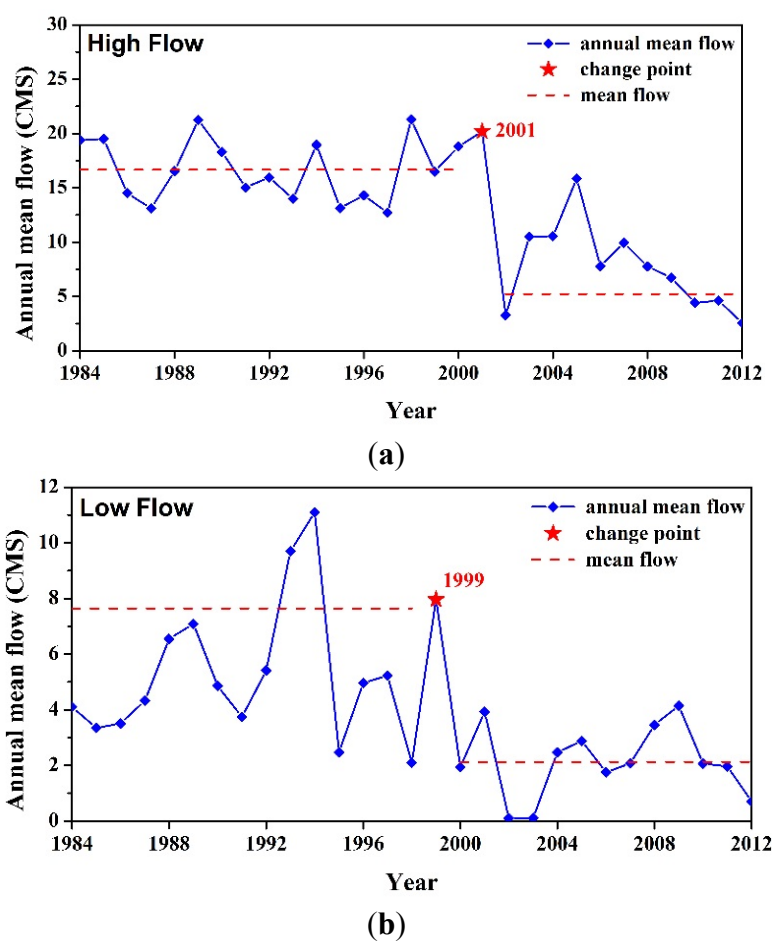 High Flow
annual mean flow
change point
mean flow
2001
Annual mean flow (CMS)
30
25
20
15
10
5
0
1984 1988 1992 1996 2000 2004 2008 2012
Year
(a)
Low Flow
annual mean flow
change point
mean flow
1999
Annual mean flow (CMS)
12
10
8
6
4
2
0
1984 1988 1992 1996 2000 2004 2008 2012
Year
(b)